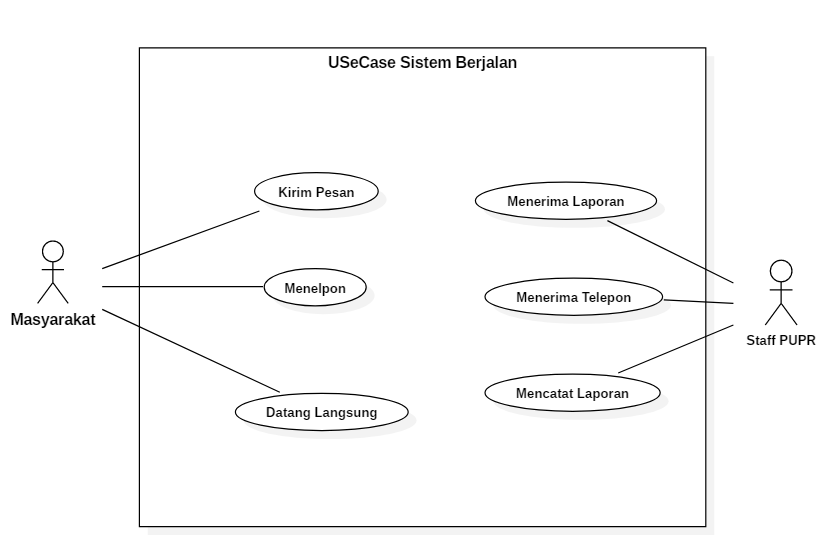 USeCase Sistem Berjalan
Kirim Pesan
Menerima Laporan
Menelpon
Menerima Telepon
Masyarakat
Staff PUPR
Mencatat Laporan
Datang Langsung